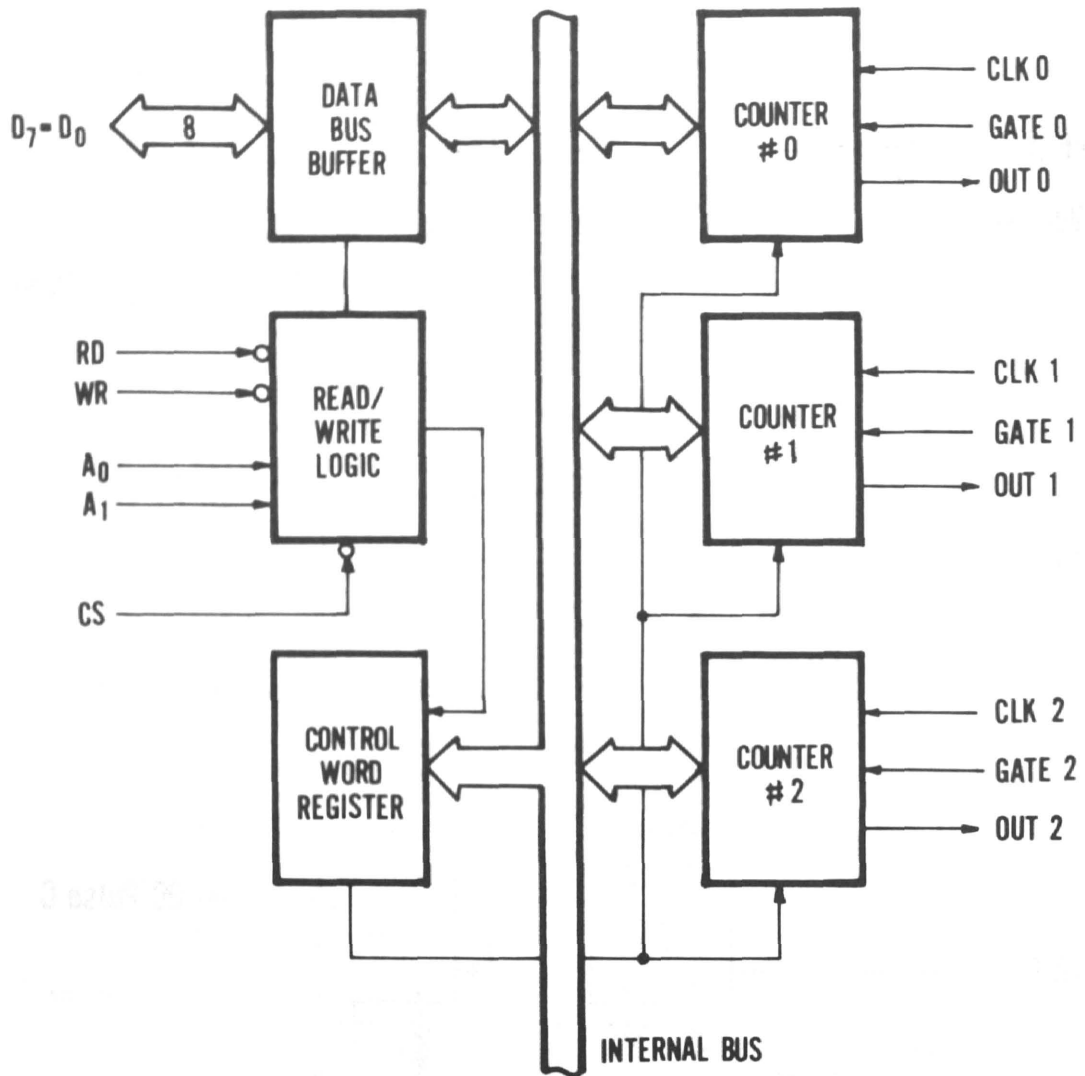 D7-D0
8
DATA
BUS
BUFFER
COUNTER
#0
CLK 0
GATE 0
OUT 0
RD
WR
A0
A1
CS
READ/
WRITE
LOGIC
COUNTER
#1
CLK 1
GATE 1
OUT 1
CONTROL
WORD
REGISTER
COUNTER
#2
CLK 2
GATE 2
OUT 2
INTERNAL BUS